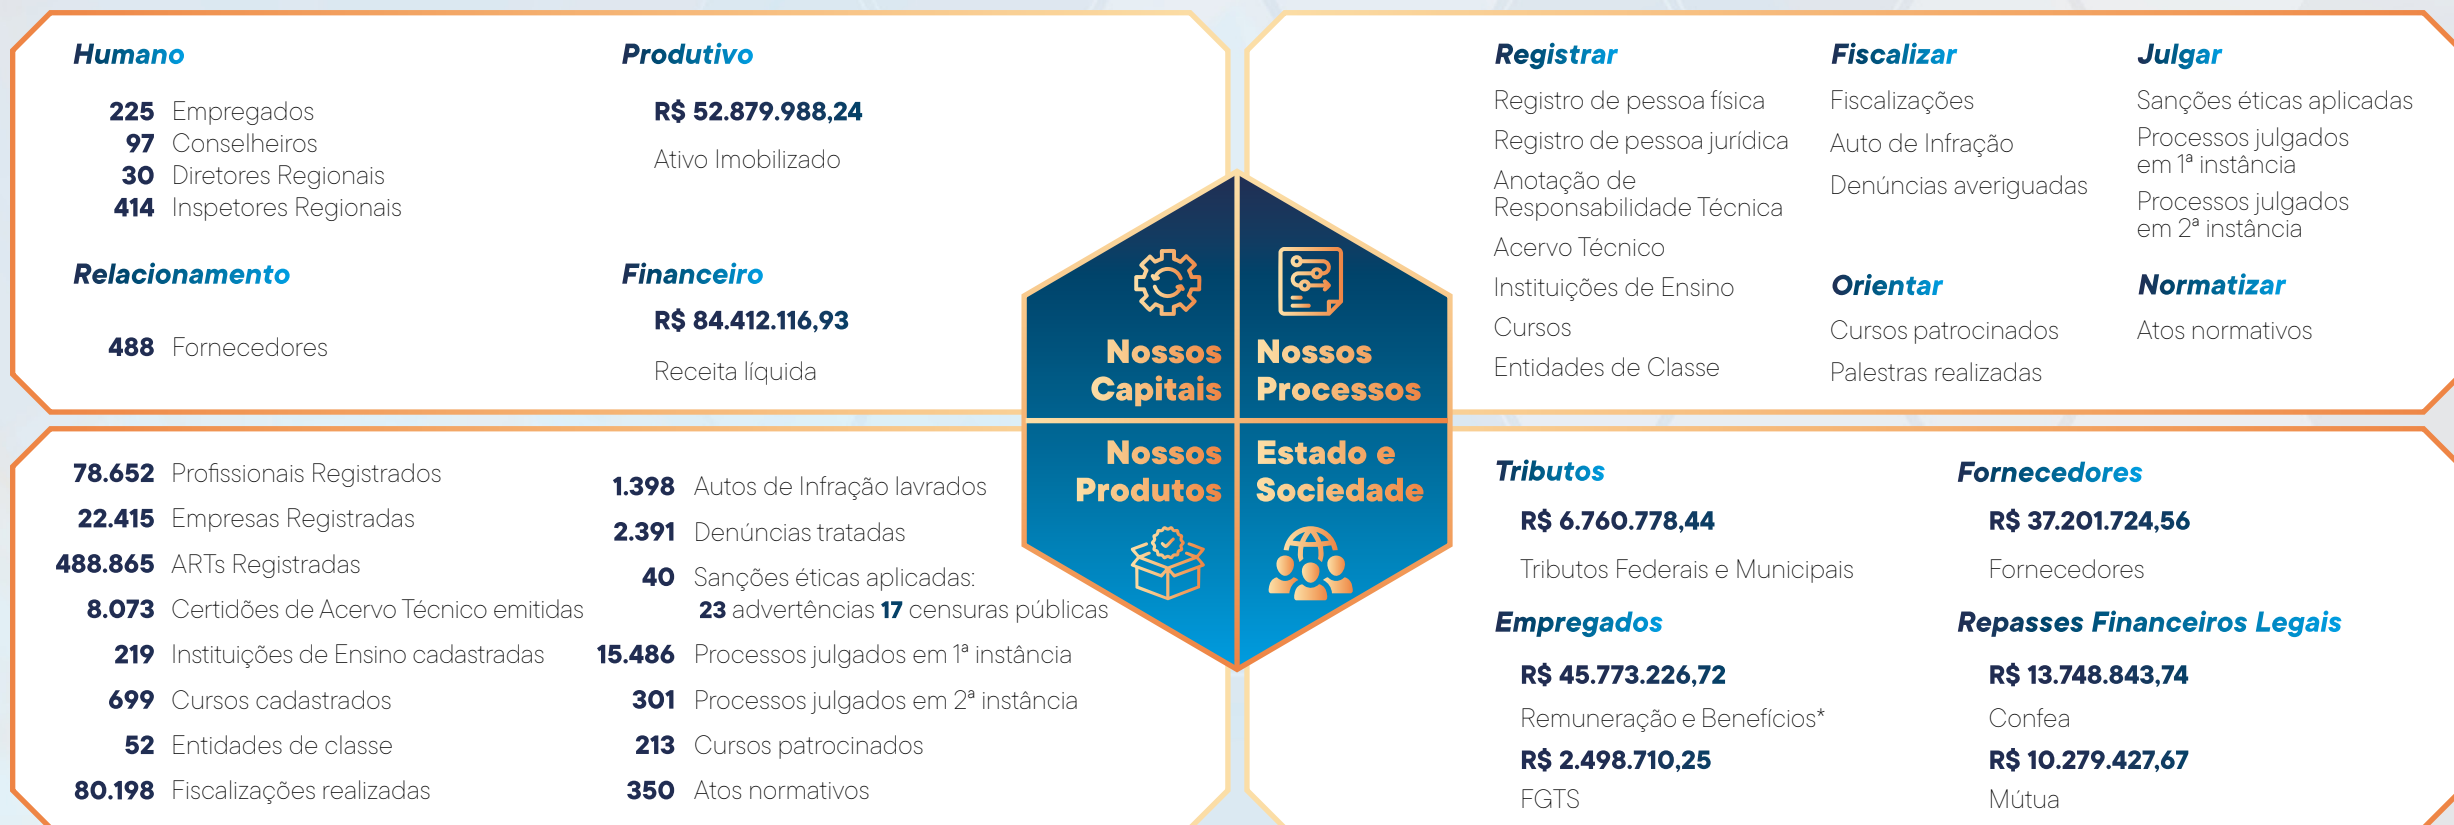 Humano
225 Empregados
97 Conselheiros
30 Diretores Regionais
414 Inspetores Regionais
Produtivo
R$ 52.879.988,24
Ativo Imobilizado
Relacionamento
488 Fornecedores
Financeiro
R$ 84.412.116,93
Receita líquida
Nossos
Capitais
Nossos
Processos
Registrar
Registro de pessoa física
Registro de pessoa jurídica
Anotação de
Responsabilidade Técnica
Acervo Técnico
Instituições de Ensino
Cursos
Entidades de Classe
Fiscalizar
Fiscalizações
Auto de Infração
Denúncias averiguadas
Orientar
Cursos patrocinados
Palestras realizadas
Julgar
Sanções éticas aplicadas
Processos julgados
em 1ª instância
Processos julgados
em 2ª instância
Normatizar
Atos normativos
78.652 Profissionais Registrados
22.415 Empresas Registradas
488.865 ARTs Registradas
8.073 Certidões de Acervo Técnico emitidas
219 Instituições de Ensino cadastradas
699 Cursos cadastrados
52 Entidades de classe
80.198 Fiscalizações realizadas
1.398 Autos de Infração lavrados
2.391 Denúncias tratadas
40 Sanções éticas aplicadas:
23 advertências 17 censuras públicas
15.486 Processos julgados em 1ª instância
301 Processos julgados em 2ª instância
213 Cursos patrocinados
350 Atos normativos
Nossos
Produtos
Estado e
Sociedade
Tributos
R$ 6.760.778,44
Tributos Federais e Municipais
Empregados
R$ 45.773.226,72
Remuneração e Benefícios*
R$ 2.498.710,25
FGTS
Fornecedores
R$ 37.201.724,56
Fornecedores
Repasses Financeiros Legais
R$ 13.748.843,74
Confea
R$ 10.279.427,67
Mútua